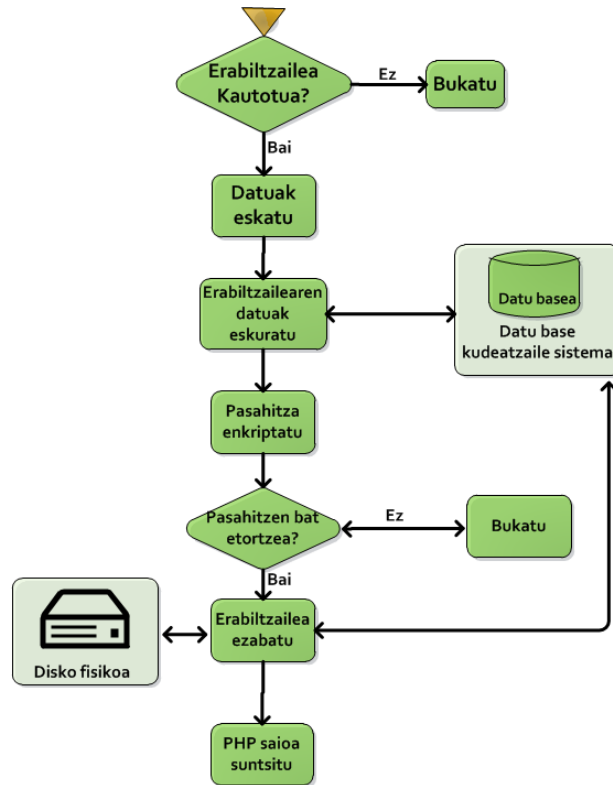 Erabiltzailea
Kautotua?
Ez
Bukatu
Bai
Datuak
eskatu
Erabiltzailearen
datuak
eskuratu
Datu basea
Datu base
kudeatzaile sistema
Pasahitza
enkriptatu
Pasahitzen bat
etortzea?
Ez
Bukatu
Bai
Erabiltzailea
ezabatu
Disko fisikoa
PHP saioa
suntsitu